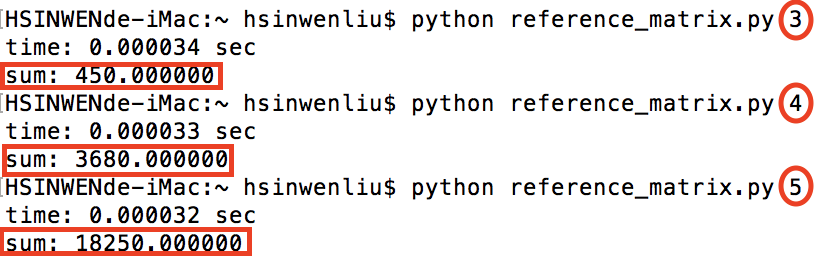 [HSINWENde-iMac:~ hsinwenliu$ python reference_matrix.py 3
time: 0.000034 sec
sum: 450.000000
[HSINWENde-iMac:~ hsinwenliu$ python reference_matrix.py 4
time: 0.000033 sec
sum: 3680.000000
[HSINWENde-iMac:~ hsinwenliu$ python reference_matrix.py 5
time: 0.000032 sec
sum: 18250.000000